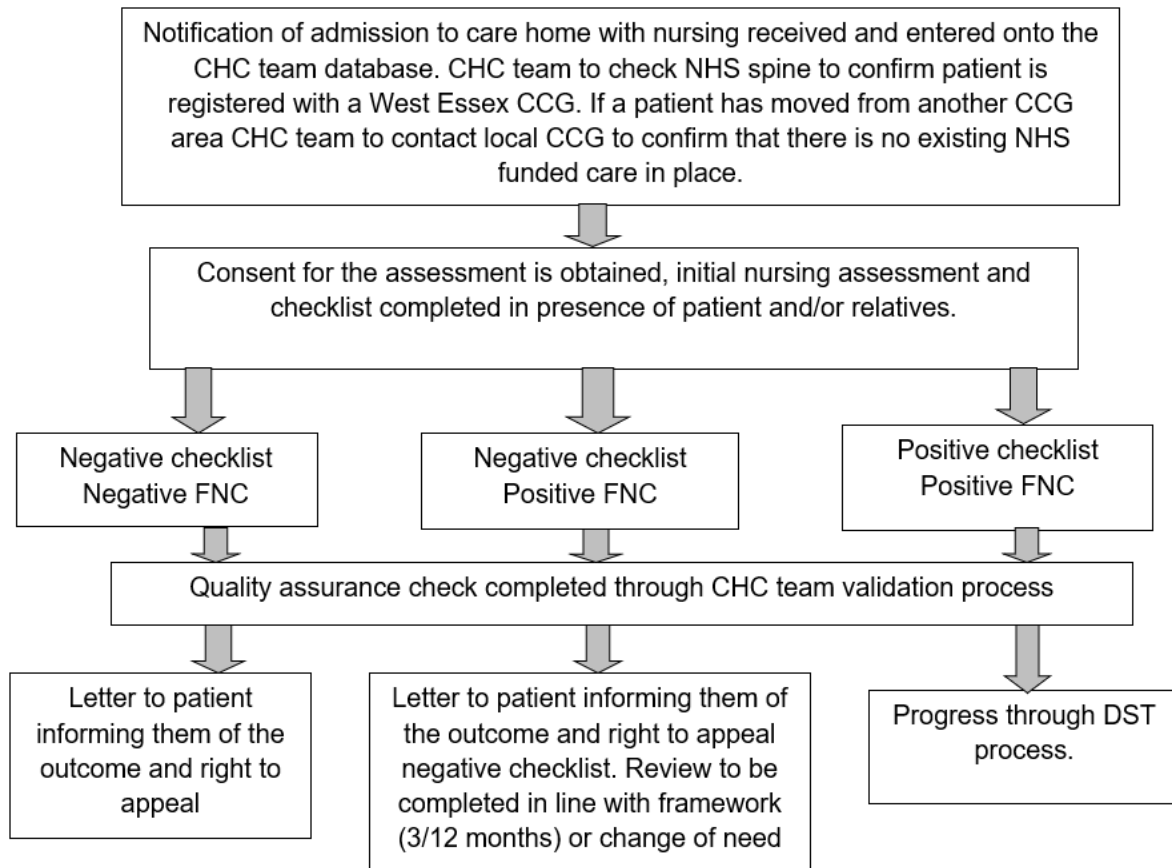 Notification of admission to care home with nursing received and entered onto the
CHC team database. CHC team to check NHS spine to confirm patient is
registered with a West Essex CCG. If a patient has moved from another CCG
area CHC team to contact local CCG to confirm that there is no existing NHS
funded care in place.
Consent for the assessment is obtained, initial nursing assessment and
checklist completed in presence of patient and/or relatives.
Negative checklist
Negative FNC
Negative checklist
Positive FNC
Positive checklist
Positive FNC
Quality assurance check completed through CHC team validation process
Letter to patient
informing them of the
outcome and right to
appeal
Letter to patient informing them of
the outcome and right to appeal
negative checklist. Review to be
completed in line with framework
(3/12 months) or change of need
Progress through DST
process.